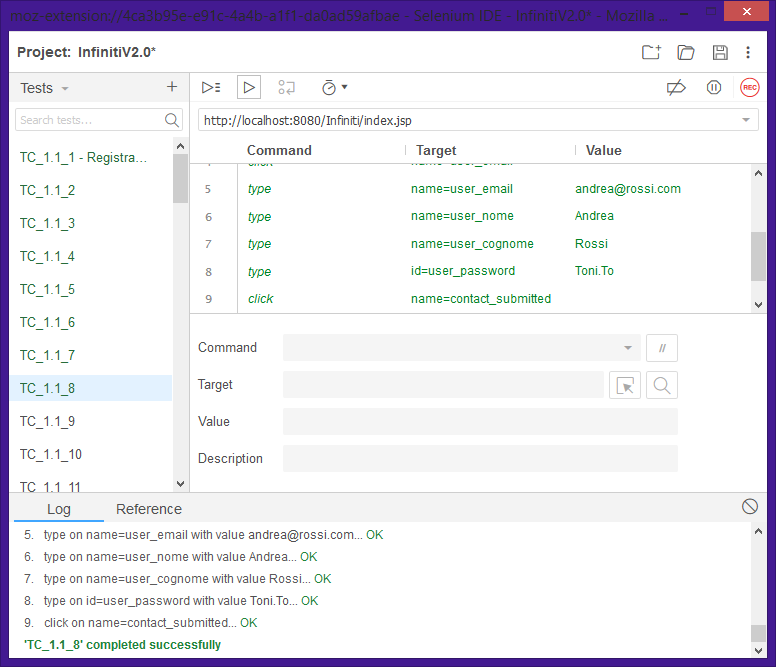 moz-extension://4ca3b95e-e91c-4a4b-a1f1-da0ad59afbae - Selenium IDE - InfinitiV2.0* - Mozilla ...
Project: InfinitiV2.0*
Tests
Search tests...
REC
http://localhost:8080/Infiniti/index.jsp
Command Target Value
click name=user_email
5 type name=user_email andrea@rossi.com
6 type name=user_nome Andrea
7 type name=user_cognome Rossi
8 type id=user_password Toni.To
9 click name=contact_submitted
TC_1.1_1 - Registra...
TC_1.1_2
TC_1.1_3
TC_1.1_4
TC_1.1_5
TC_1.1_6
TC_1.1_7
TC_1.1_8
TC_1.1_9
TC_1.1_10
TC_1.1_11
Command //
Target
Value
Description
Log Reference
5. type on name=user_email with value andrea@rossi.com... OK
6. type on name=user_nome with value Andrea... OK
7. type on name=user_cognome with value Rossi... OK
8. type on id=user_password with value Toni.To... OK
9. click on name=contact_submitted... OK
'TC_1.1_8' completed successfully